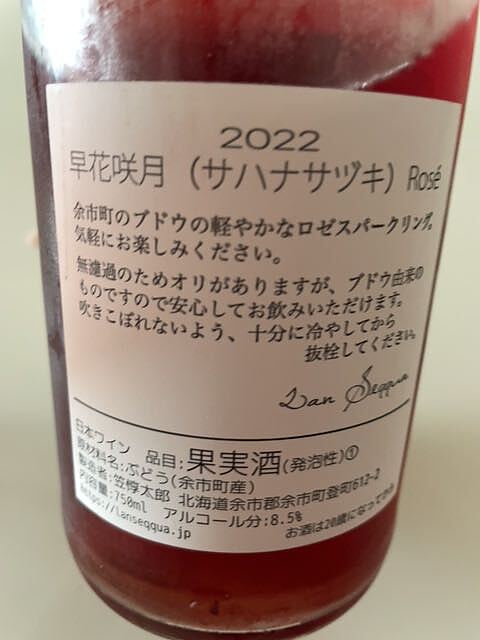 2022
早花咲月（サハナサヅキ）Rosé
余市町のブドウの軽やかなロゼスパークリング。
気軽にお楽しみください。
無濾過のためオリがありますが、ブドウ由来の
ものですので安心してお飲みいただけます。
吹きこぼれないよう、十分に冷やしてから
抜栓してください。
Lan Seqqua
日本ワイン 品目:果実酒(発泡性)①
原材料名:ぶどう(余市町産)
製造者:笠惇太郎 北海道余市郡余市町登町612-2
内容量:750ml アルコール分:8.5%
https://lanseqqua.jp お酒は20歳になってから